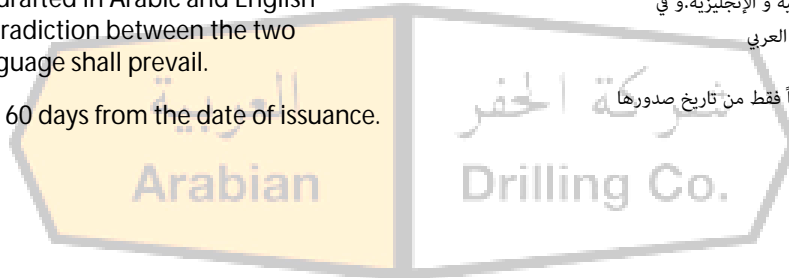 drafted in Arabic and English
radiction between the two
guage shall prevail.
60 days from the date of issuance.
ية و الإنجليزية.و في
العربي
اً فقط من تاريخ صدورها
العربية
شركة الحفر
Arabian
Drilling Co.